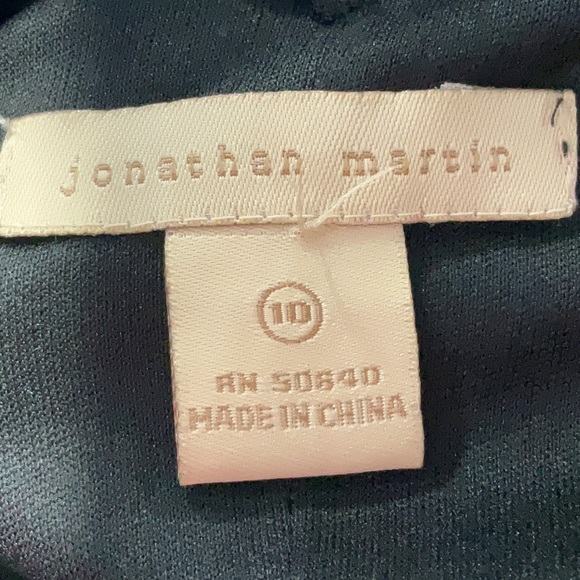 jonathan martin
10
RN 50640
MADE IN CHINA